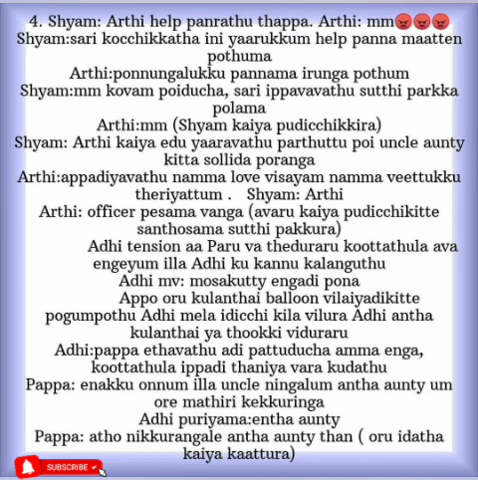 4. Shyam: Arthi help panrathu thappa. Arthi: mm😡😡😡
Shyam:sari kocchikkatha ini yaarukkum help panna maatten
pothuma
Arthi:ponnungalukku pannama irunga pothum
Shyam:mm kovam poiducha, sari ippavavathu sutthi parkka
polama
Arthi:mm (Shyam kaiya pudicchikkira)
Shyam: Arthi kaiya edu yaaravathu parthuttu poi uncle aunty
kitta sollida poranga
Arthi:appadiyavathu namma love visayam namma veettukku
theriyattum . Shyam: Arthi
Arthi: officer pesama vanga (avaru kaiya pudicchikitte
santhosama sutthi pakkura)
Adhi tension aa Paru va theduraru koottathula ava
engeyum illa Adhi ku kannu kalanguthu
Adhi mv: mosakutty engadi pona
Appo oru kulanthai balloon vilaiyadikitte
pogumpothu Adhi mela idicchi kila vilura Adhi antha
kulanthai ya thookki viduraru
Adhi:pappa ethavathu adi pattuducha amma enga,
koottathula ippadi thaniya vara kudathu
Pappa: enakku onnum illa uncle ningalum antha aunty um
ore mathiri kekkuringa
Adhi puriyama:entha aunty
Pappa: atho nikkurangale antha aunty than ( oru idatha
kaiya kaattura)
SUBSCRIBE